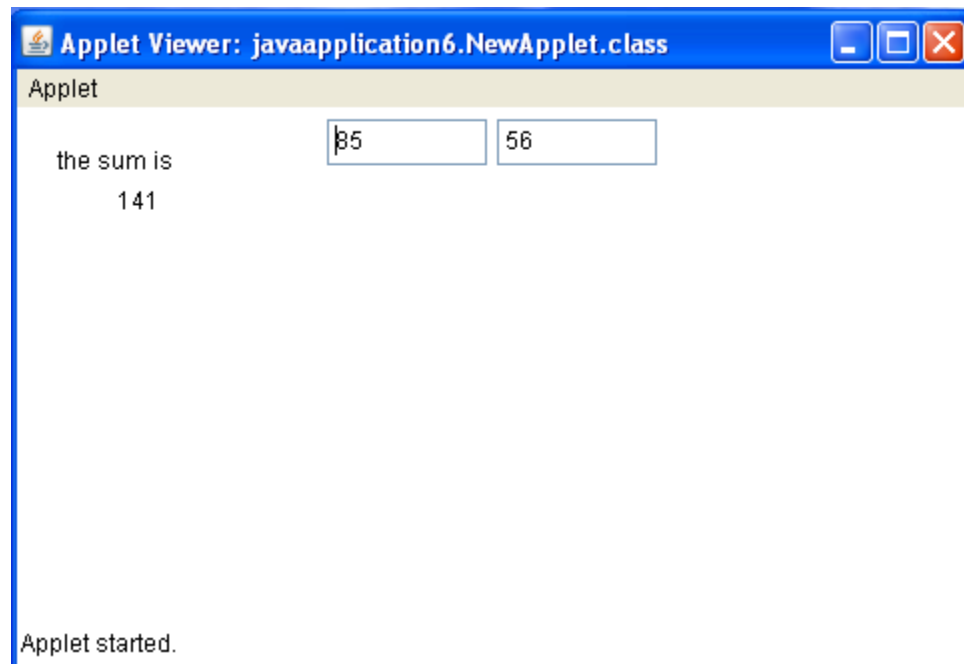 Applet Viewer: javaapplication6.NewApplet.class
Applet
85 56
the sum is
141
Applet started.